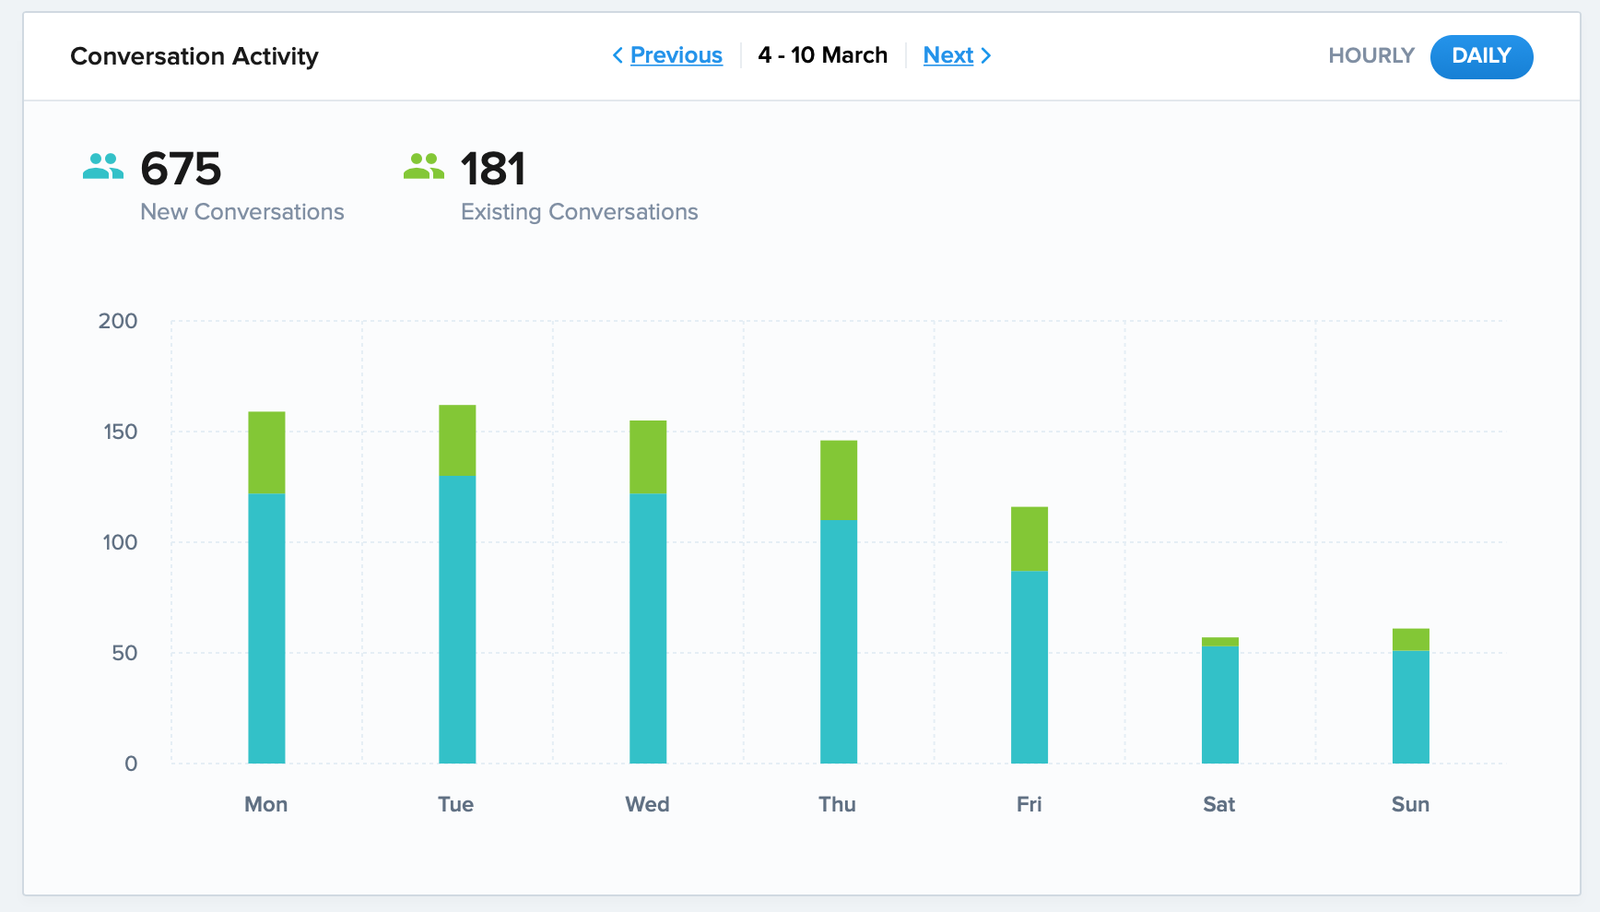 Conversation Activity
Previous 4 - 10 March Next
HOURLY DAILY
675
New Conversations
181
Existing Conversations
200
150
100
50
0
Mon Tue Wed Thu Fri Sat Sun